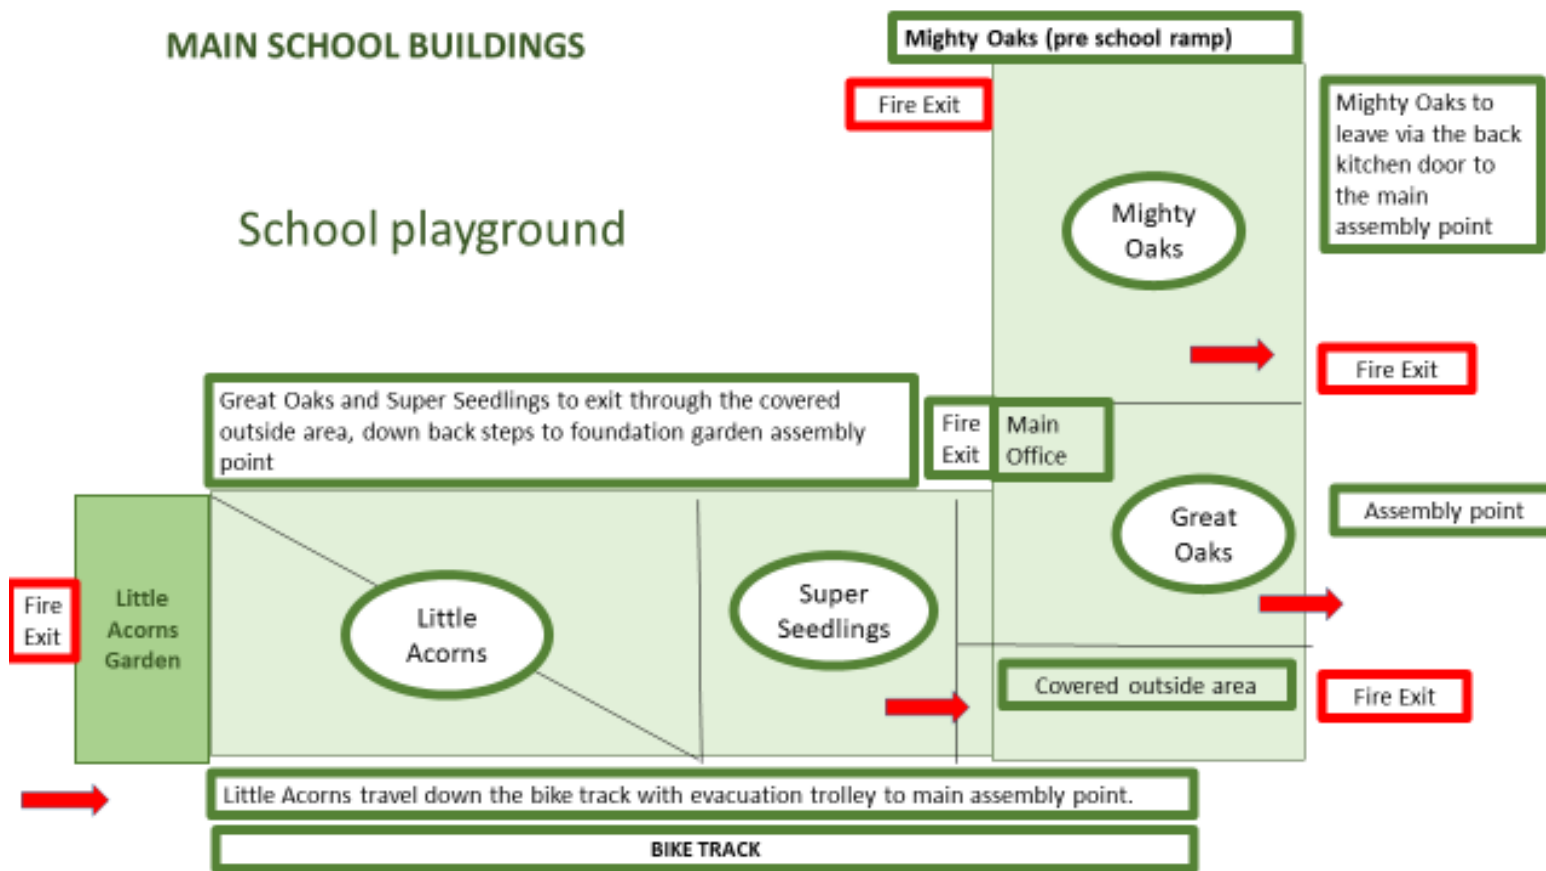 MAIN SCHOOL BUILDINGS
Mighty Oaks (pre school ramp)
Fire Exit
Mighty Oaks to
leave via the back
kitchen door to
the main
assembly point
School playground
Mighty
Oaks
Fire Exit
Great Oaks and Super Seedlings to exit through the covered
outside area, down back steps to foundation garden assembly
point
Fire
Exit
Main
Office
Great
Oaks
Assembly point
Fire
Exit
Little
Acorns
Garden
Little
Acorns
Super
Seedlings
Covered outside area
Fire Exit
Little Acorns travel down the bike track with evacuation trolley to main assembly point.
BIKE TRACK